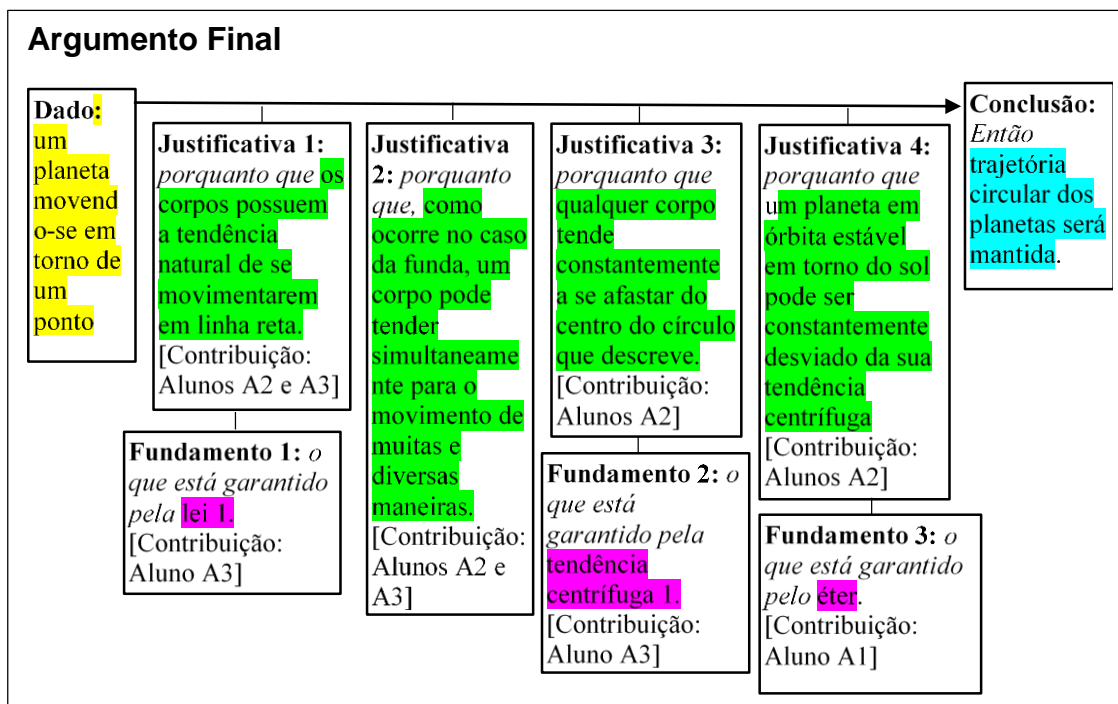 Argumento Final
Dado:
um
planeta
movend
o-se em
torno de
um
ponto
Justificativa 1:
porquanto que os
corpos possuem
a tendência
natural de se
movimentarem
em linha reta.
[Contribuição:
Alunos A2 e A3]
Fundamento 1: o
que está garantido
pela lei 1.
[Contribuição:
Aluno A3]
Justificativa
2: porquanto
que, como
ocorre no caso
da funda, um
corpo pode
tender
simultaneame
nte para o
movimento de
muitas e
diversas
maneiras.
[Contribuição:
Alunos A2 e
A3]
Justificativa 3:
porquanto que
qualquer corpo
tende
constantemente
a se afastar do
centro do círculo
que descreve.
[Contribuição:
Alunos A2]
Fundamento 2: o
que está
garantido pela
tendência
centrífuga 1.
[Contribuição:
Aluno A3]
Justificativa 4:
porquanto que
um planeta em
órbita estável
em torno do sol
pode ser
constantemente
desviado da sua
tendência
centrífuga
[Contribuição:
Alunos A2]
Fundamento 3: o
que está garantido
pelo éter.
[Contribuição:
Aluno A1]
Conclusão:
Então
trajetória
circular dos
planetas será
mantida.